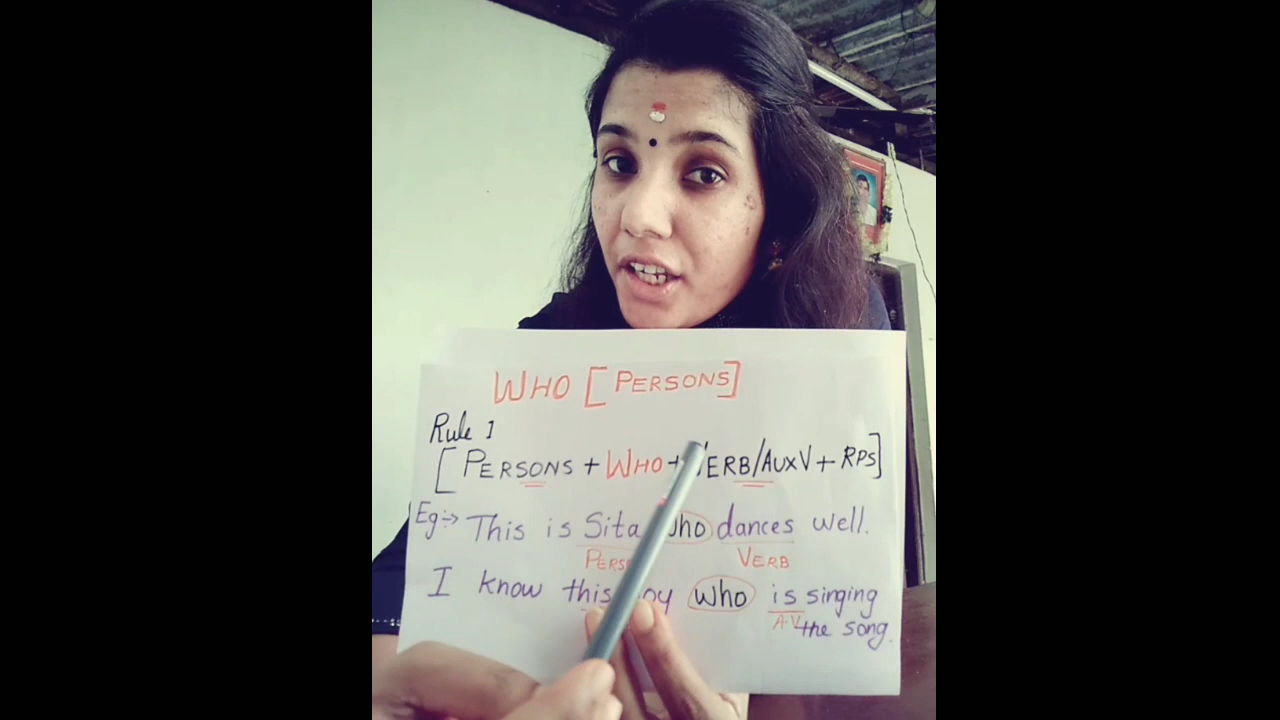 WHO [PERSONS]
Rule 1
[PERSONS + WHO + VERB/AUXV + RPS]
Eg:-> This is Sita who dances well.
VERB
I know this boy who is singing
A.V
the song.